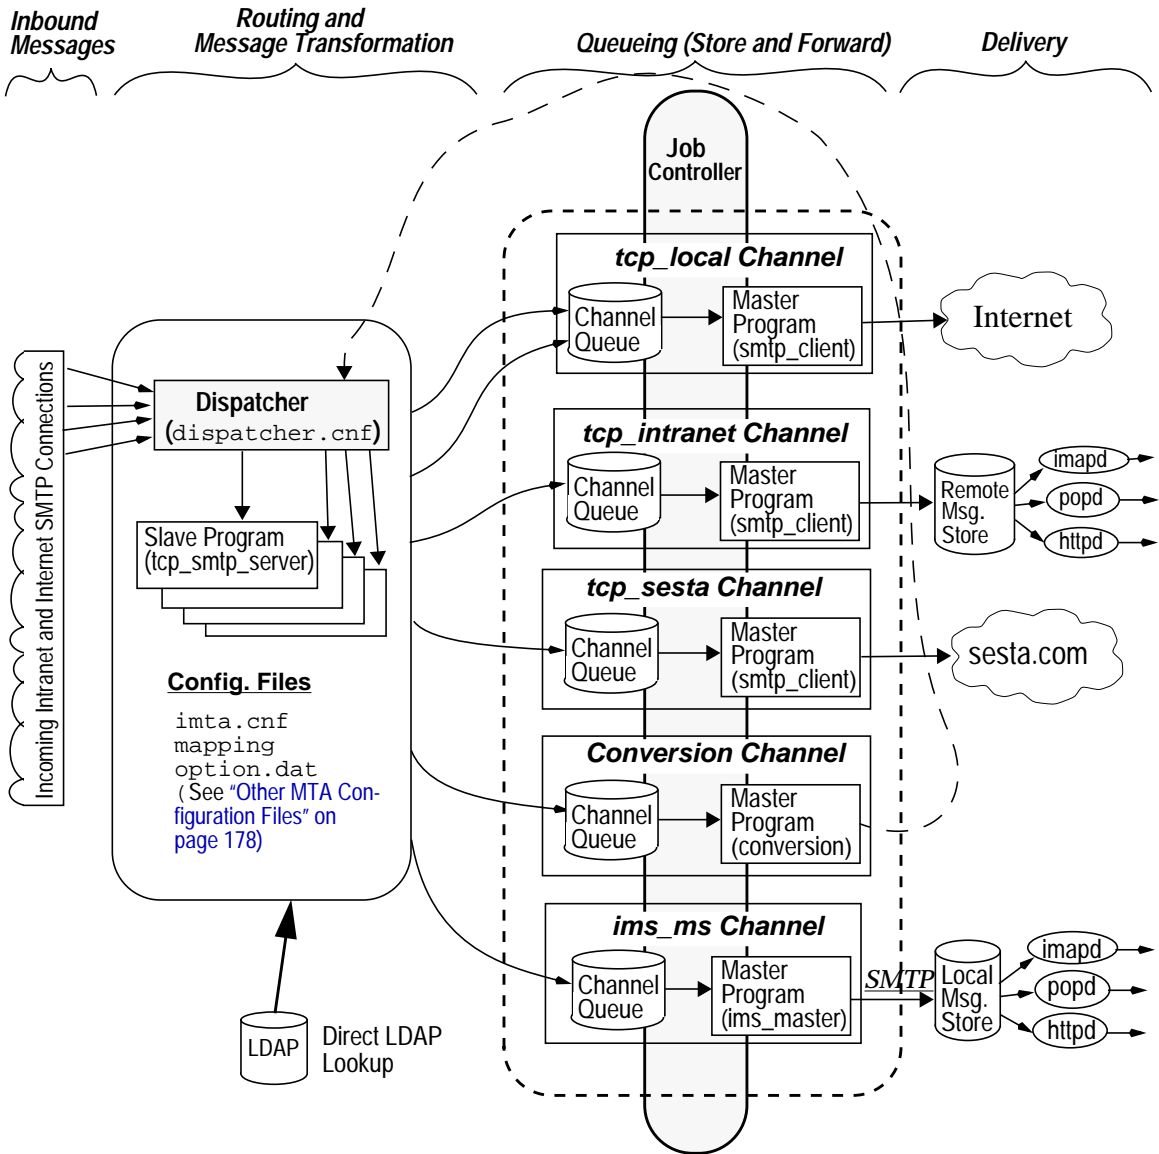 Inbound
Messages
Routing and
Message Transformation
Queueing (Store and Forward)
Delivery
Job
Controller
Incoming Intranet and Internet SMTP Connections
Dispatcher
(dispatcher.cnf)
Slave Program
(tcp_smtp_server)
Config. Files
imta.cnf
mapping
option.dat
(See "Other MTA Con-
figuration Files" on
page 178)
LDAP
Direct LDAP
Lookup
tcp_local Channel
Channel
Queue
Master
Program
(smtp_client)
Internet
tcp_intranet Channel
Channel
Queue
Master
Program
(smtp_client)
Remote
Msg.
Store
imapd
popd
httpd
tcp_sesta Channel
Channel
Queue
Master
Program
(smtp_client)
sesta.com
Conversion Channel
Channel
Queue
Master
Program
(conversion)
ims_ms Channel
Channel
Queue
Master
Program
(ims_master)
SMTP
Local
Msg.
Store
imapd
popd
httpd